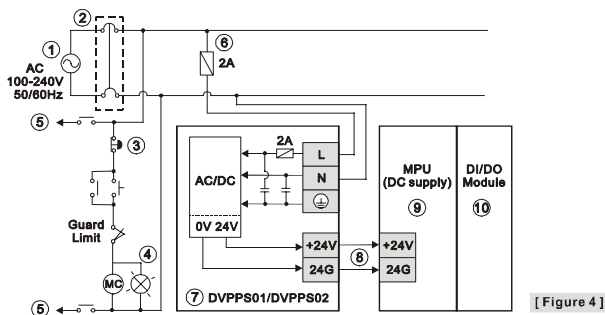 ②
①
AC
100-240V
50/60Hz
⑥
2A
⑤
③
Guard
Limit
④
MC
⑤
2A
L
N
AC/DC
0V 24V
+24V
24G
⑦ DVPPS01/DVPPS02
⑧
MPU
(DC supply)
⑨
+24V
24G
DI/DO
Module
⑩
[ Figure 4 ]